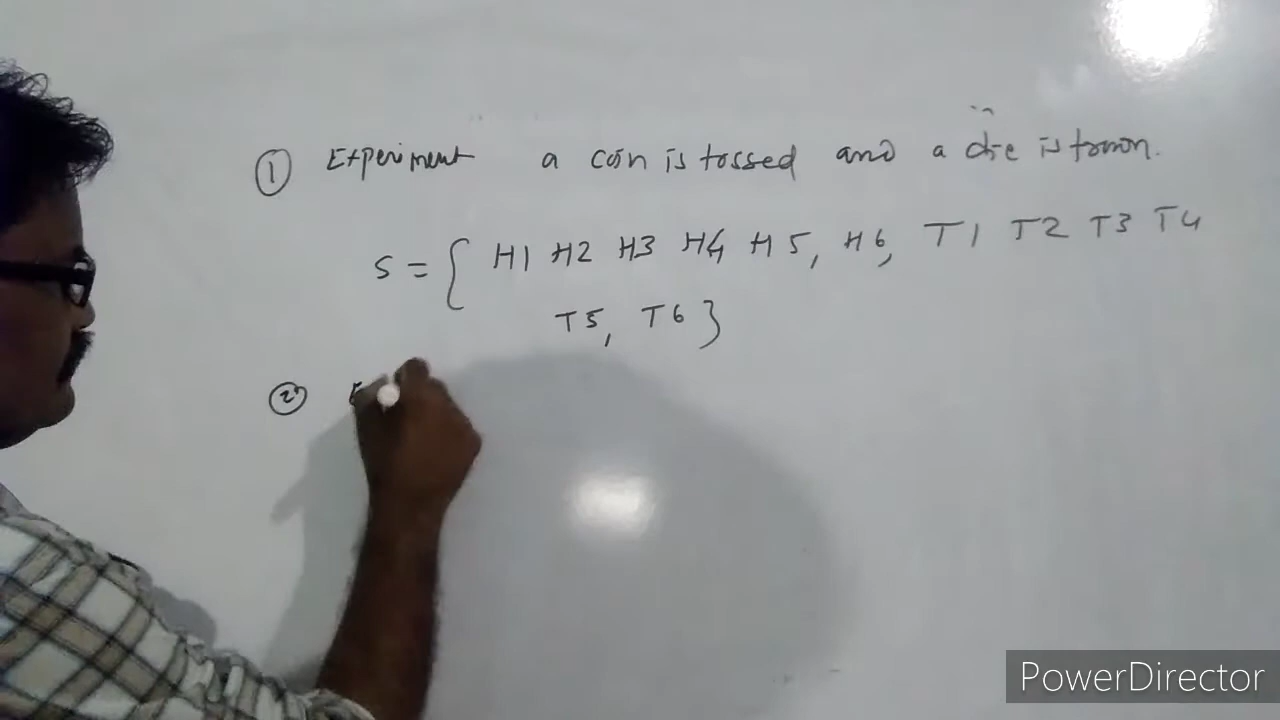 ① Experiment a coin is tossed and a die is thrown.
S = { H1 H2 H3 H4 H5, H6, T1 T2 T3 T4
T5, T6 }
②
PowerDirector